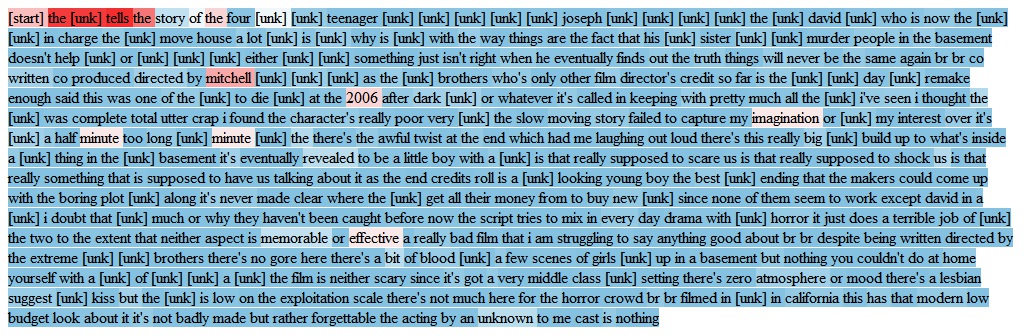 [start] the [unk] tells the story of the four [unk] [unk] teenager [unk] [unk] [unk] [unk] [unk] joseph [unk] [unk] [unk] [unk] the [unk] david [unk] who is now the [unk]
[unk] in charge the [unk] move house a lot [unk] is [unk] why is [unk] with the way things are the fact that his [unk] sister [unk] [unk] murder people in the basement
doesn't help [unk] or [unk] [unk] [unk] either [unk] [unk] something just isn't right when he eventually finds out the truth things will never be the same again br br co
written co produced directed by mitchell [unk] [unk] [unk] as the [unk] brothers who's only other film director's credit so far is the [unk] [unk] day [unk] remake
enough said this was one of the [unk] to die [unk] at the 2006 after dark [unk] or whatever it's called in keeping with pretty much all the [unk] i've seen i thought the
[unk] was complete total utter crap i found the character's really poor very [unk] the slow moving story failed to capture my imagination or [unk] my interest over it's
[unk] a half minute too long [unk] minute [unk] the there's the awful twist at the end which had me laughing out loud there's this really big [unk] build up to what's inside
a [unk] thing in the [unk] basement it's eventually revealed to be a little boy with a [unk] is that really supposed to scare us is that really supposed to shock us is that
really something that is supposed to have us talking about it as the end credits roll is a [unk] looking young boy the best [unk] ending that the makers could come up
with the boring plot [unk] along it's never made clear where the [unk] get all their money from to buy new [unk] since none of them seem to work except david in a
[unk] i doubt that [unk] much or why they haven't been caught before now the script tries to mix in every day drama with [unk] horror it just does a terrible job of [unk]
the two to the extent that neither aspect is memorable or effective a really bad film that i am struggling to say anything good about br br despite being written directed by
the extreme [unk] [unk] brothers there's no gore here there's a bit of blood [unk] a few scenes of girls [unk] up in a basement but nothing you couldn't do at home
yourself with a [unk] of [unk] [unk] a [unk] the film is neither scary since it's got a very middle class [unk] setting there's zero atmosphere or mood there's a lesbian
suggest [unk] kiss but the [unk] is low on the exploitation scale there's not much here for the horror crowd br br filmed in [unk] in california this has that modern low
budget look about it it's not badly made but rather forgettable the acting by an unknown to me cast is nothing